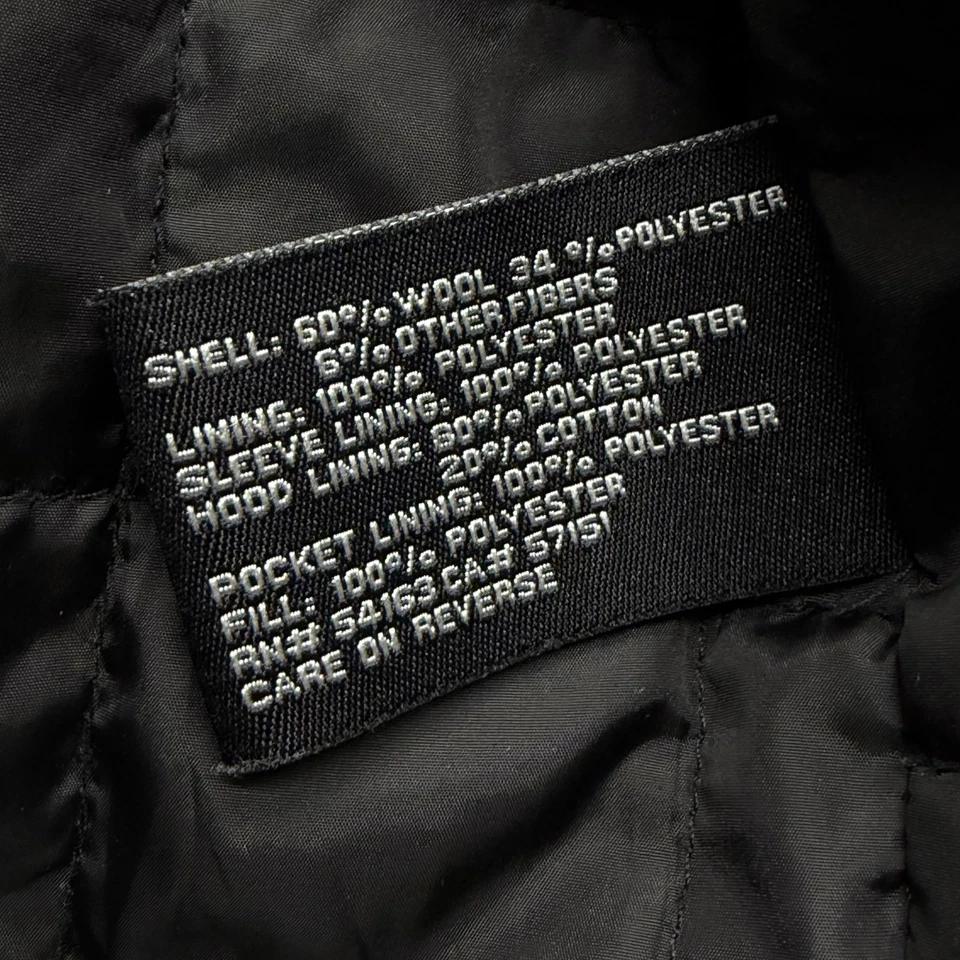 SHELL: 60% WOOL 34 %POLYESTER
6% OTHER FIBERS
LINING: 100% POLYESTER
SLEEVE LINING: 100% POLYESTER
HOOD LINING: 80% POLYESTER
20% COTTON
POCKET LINING: 100% POLYESTER
FILL: 100% POLYESTER
RN# 54163 CA# 57151
CARE ON REVERSE